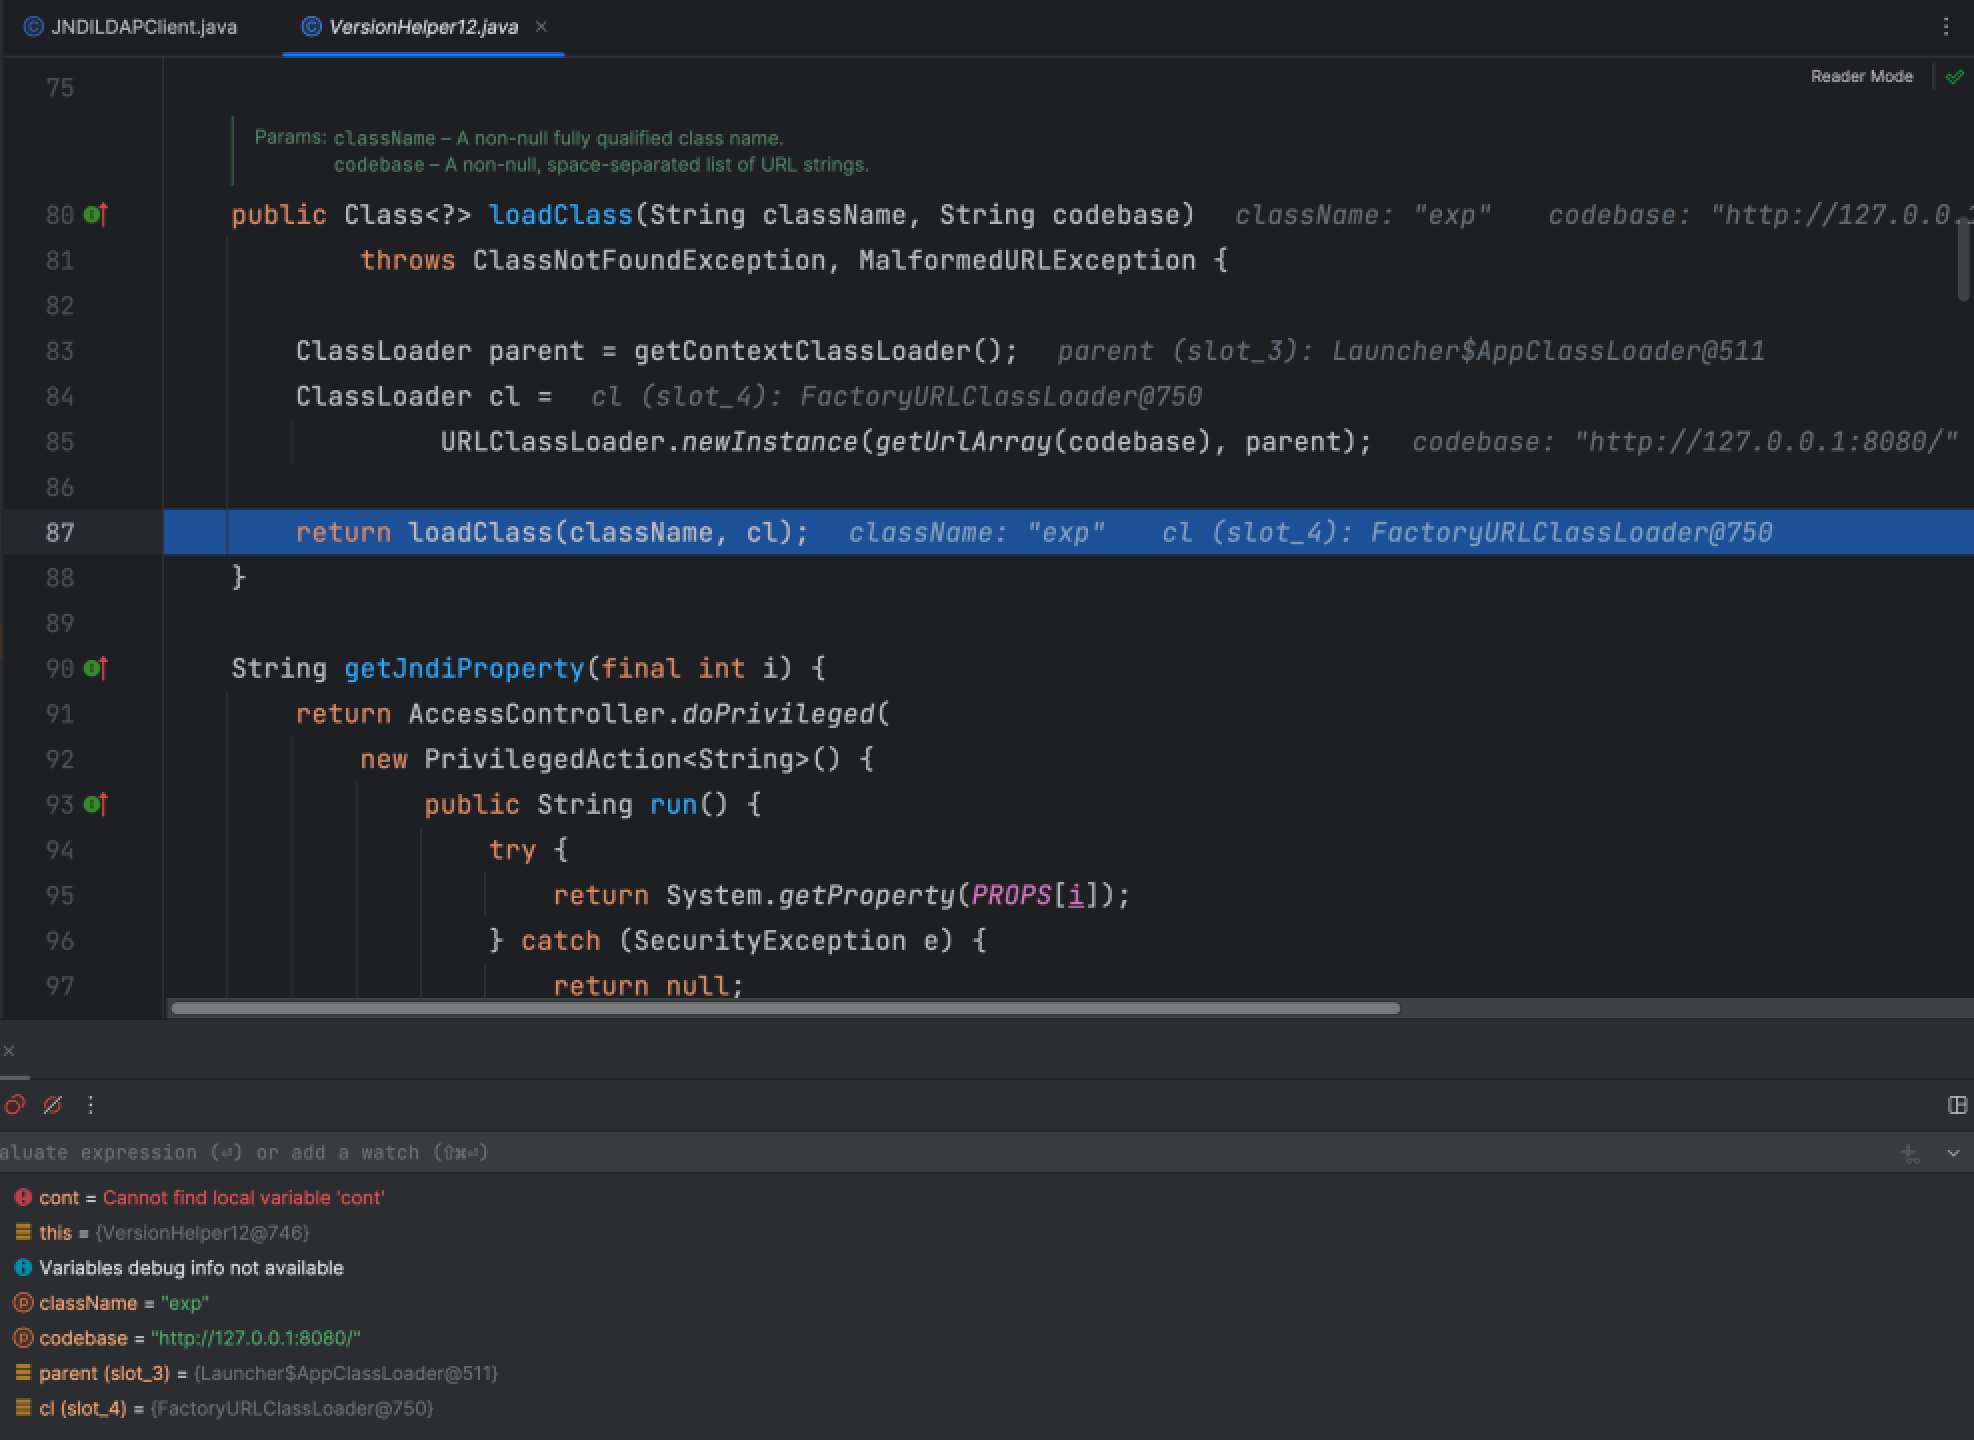 JNDILDAPClient.java VersionHelper12.java
Reader Mode
75
Params: className – A non-null fully qualified class name.
codebase – A non-null, space-separated list of URL strings.
80 public Class<?> loadClass(String className, String codebase) className: "exp" codebase: "http://127.0.0.1
81 throws ClassNotFoundException, MalformedURLException {
82
83 ClassLoader parent = getContextClassLoader(); parent (slot_3): Launcher$AppClassLoader@511
84 ClassLoader cl = cl (slot_4): FactoryURLClassLoader@750
85 URLClassLoader.newInstance(getUrlArray(codebase), parent); codebase: "http://127.0.0.1:8080/"
86
87 return loadClass(className, cl); className: "exp" cl (slot_4): FactoryURLClassLoader@750
88 }
89
90 String getJndiProperty(final int i) {
91 return AccessController.doPrivileged(
92 new PrivilegedAction<String>() {
93 public String run() {
94 try {
95 return System.getProperty(PROPS[i]);
96 } catch (SecurityException e) {
97 return null;
aluate expression (⏎) or add a watch (⇧⌘⏎)
cont = Cannot find local variable 'cont'
this = {VersionHelper12@746}
Variables debug info not available
className = "exp"
codebase = "http://127.0.0.1:8080/"
parent (slot_3) = {Launcher$AppClassLoader@511}
cl (slot_4) = {FactoryURLClassLoader@750}